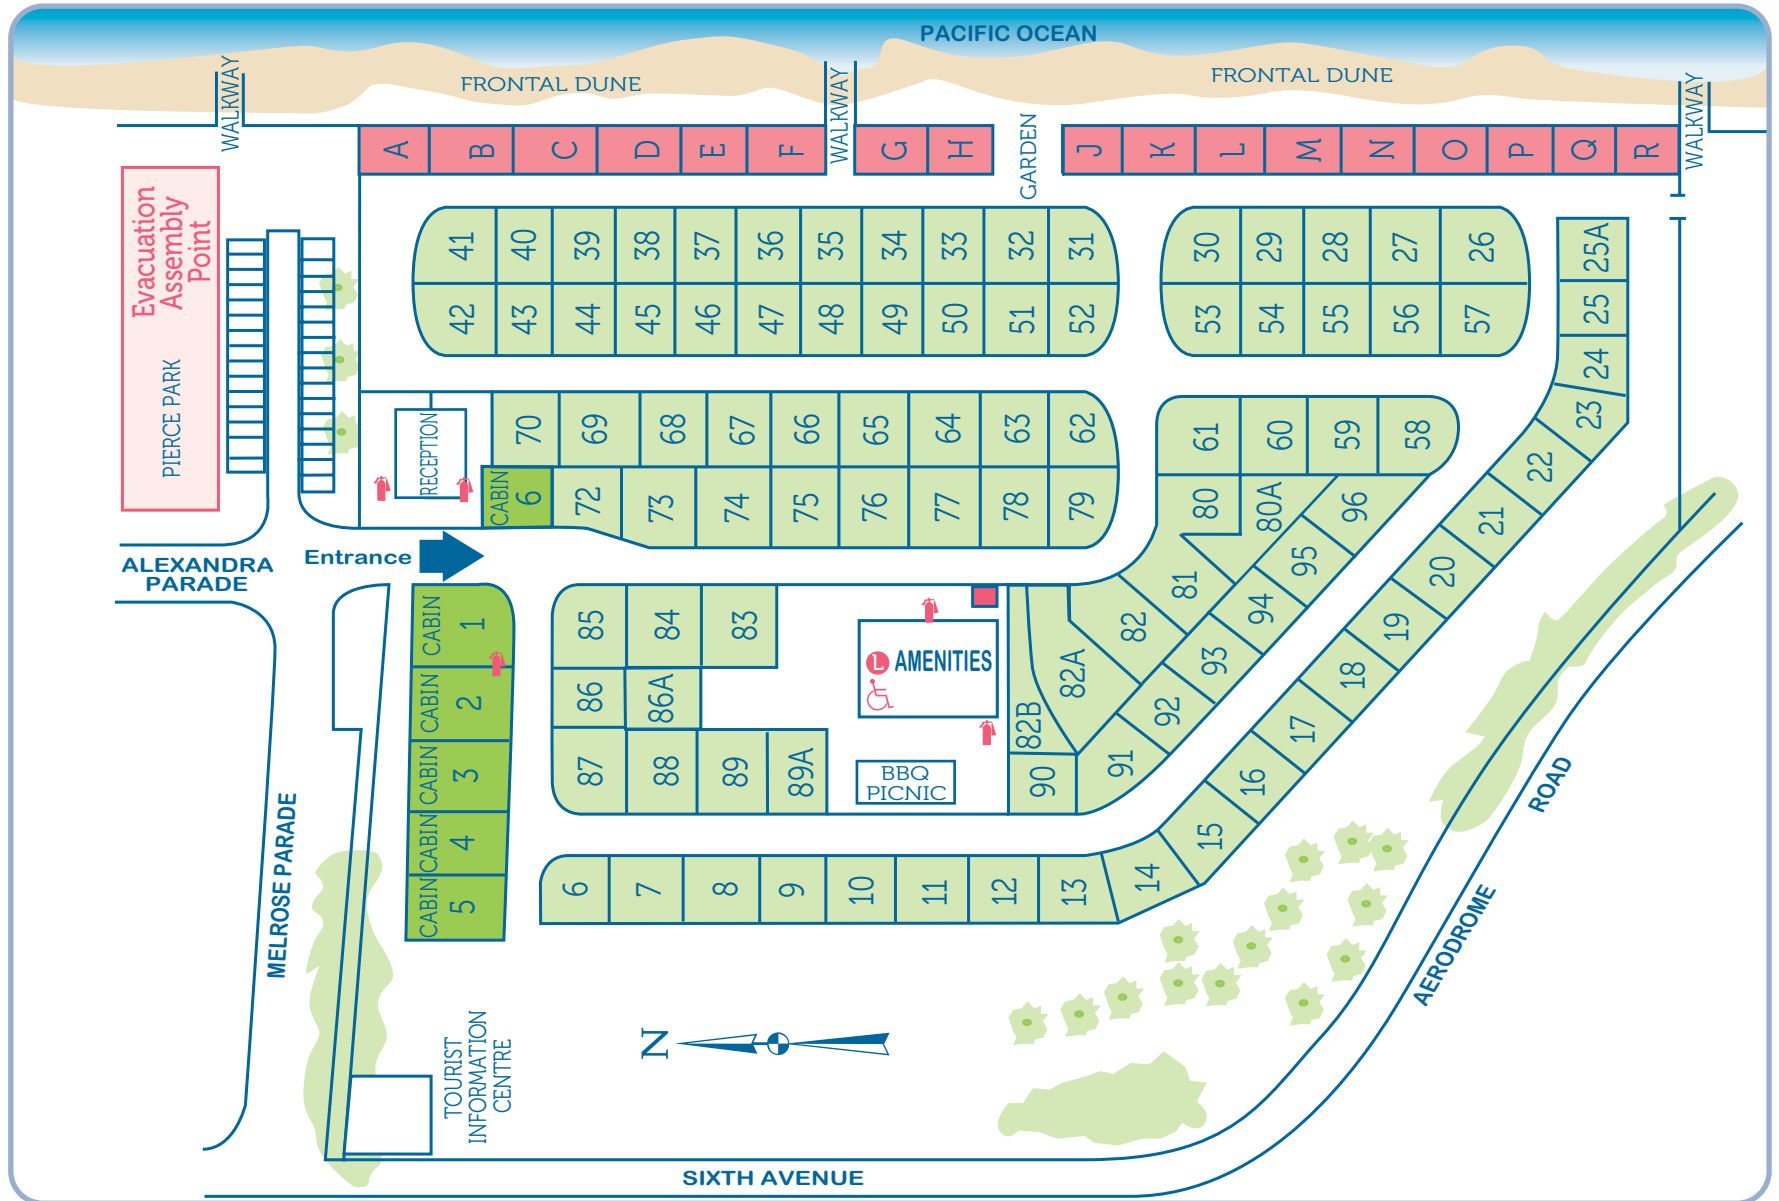 PACIFIC OCEAN
FRONTAL DUNE
FRONTAL DUNE
WALKWAY
WALKWAY
WALKWAY
GARDEN
A
B
C
D
E
F
G
H
J
K
L
M
N
O
P
Q
R
Evacuation
Assembly
Point
PIERCE PARK
41
40
39
38
37
36
35
34
33
32
31
30
29
28
27
26
25A
42
43
44
45
46
47
48
49
50
51
52
53
54
55
56
57
25
24
23
RECEPTION
70
69
68
67
66
65
64
63
62
61
60
59
58
22
CABIN
6
72
73
74
75
76
77
78
79
80
80A
96
21
ALEXANDRA
PARADE
Entrance
95
20
81
94
19
82
93
18
82A
92
17
82B
91
16
90
15
CABIN
1
CABIN
2
CABIN
3
CABIN
4
CABIN
5
85
84
83
86
86A
87
88
89
89A
L
AMENITIES
BBQ
PICNIC
6
7
8
9
10
11
12
13
14
MELROSE PARADE
AERODROME
ROAD
N
TOURIST
INFORMATION
CENTRE
SIXTH AVENUE